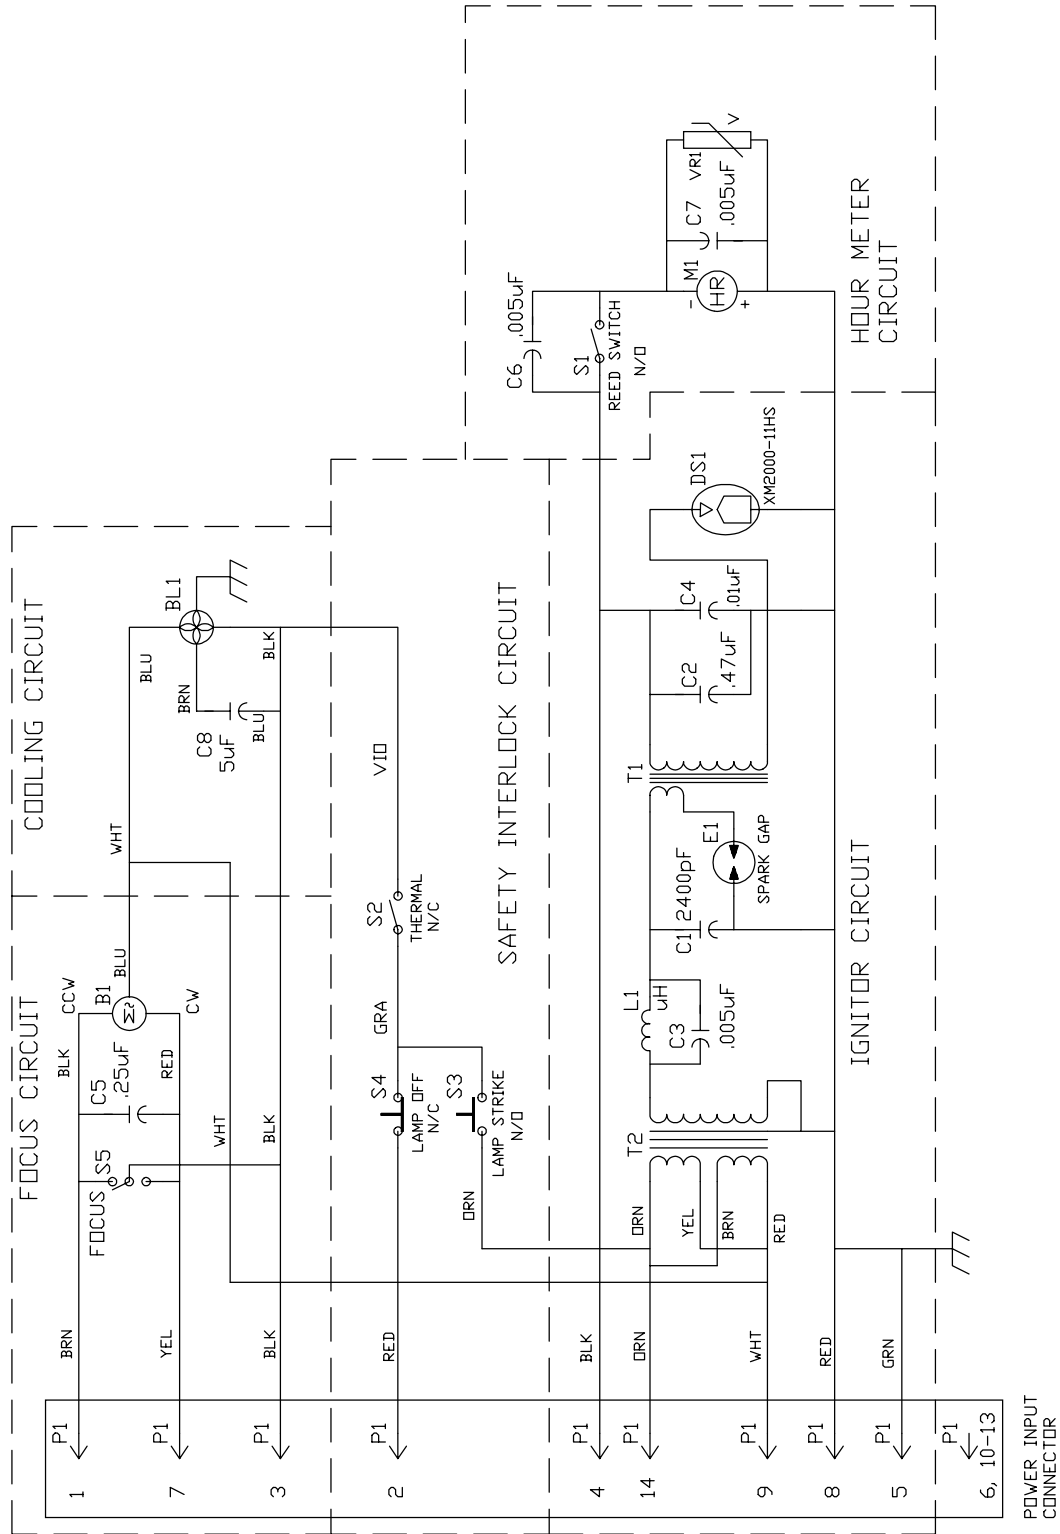 FOCUS CIRCUIT
COOLING CIRCUIT
SAFETY INTERLOCK CIRCUIT
IGNITOR CIRCUIT
HOUR METER
CIRCUIT
POWER INPUT
CONNECTOR
1
P1
BRN
7
P1
YEL
3
P1
BLK
2
P1
RED
4
P1
BLK
14
P1
ORN
9
P1
WHT
8
P1
RED
5
P1
GRN
6, 10-13
P1
FOCUS
S5
C5
.25uF
BLK
CCW
B1
BLU
RED
CW
WHT
BLK
WHT
BLU
BL1
BRN
C8
5uF
BLU
BLK
ORN
S4
LAMP OFF
N/C
S3
LAMP STRIKE
N/O
GRA
S2
THERMAL
N/C
VIO
ORN
YEL
BRN
RED
T2
L1
uH
C3
.005uF
C1
2400pF
E1
SPARK GAP
T1
C2
.47uF
C4
.01uF
DS1
XM2000-11HS
C6
.005uF
S1
REED SWITCH
N/O
M1
-
HR
+
C7
.005uF
VR1
V